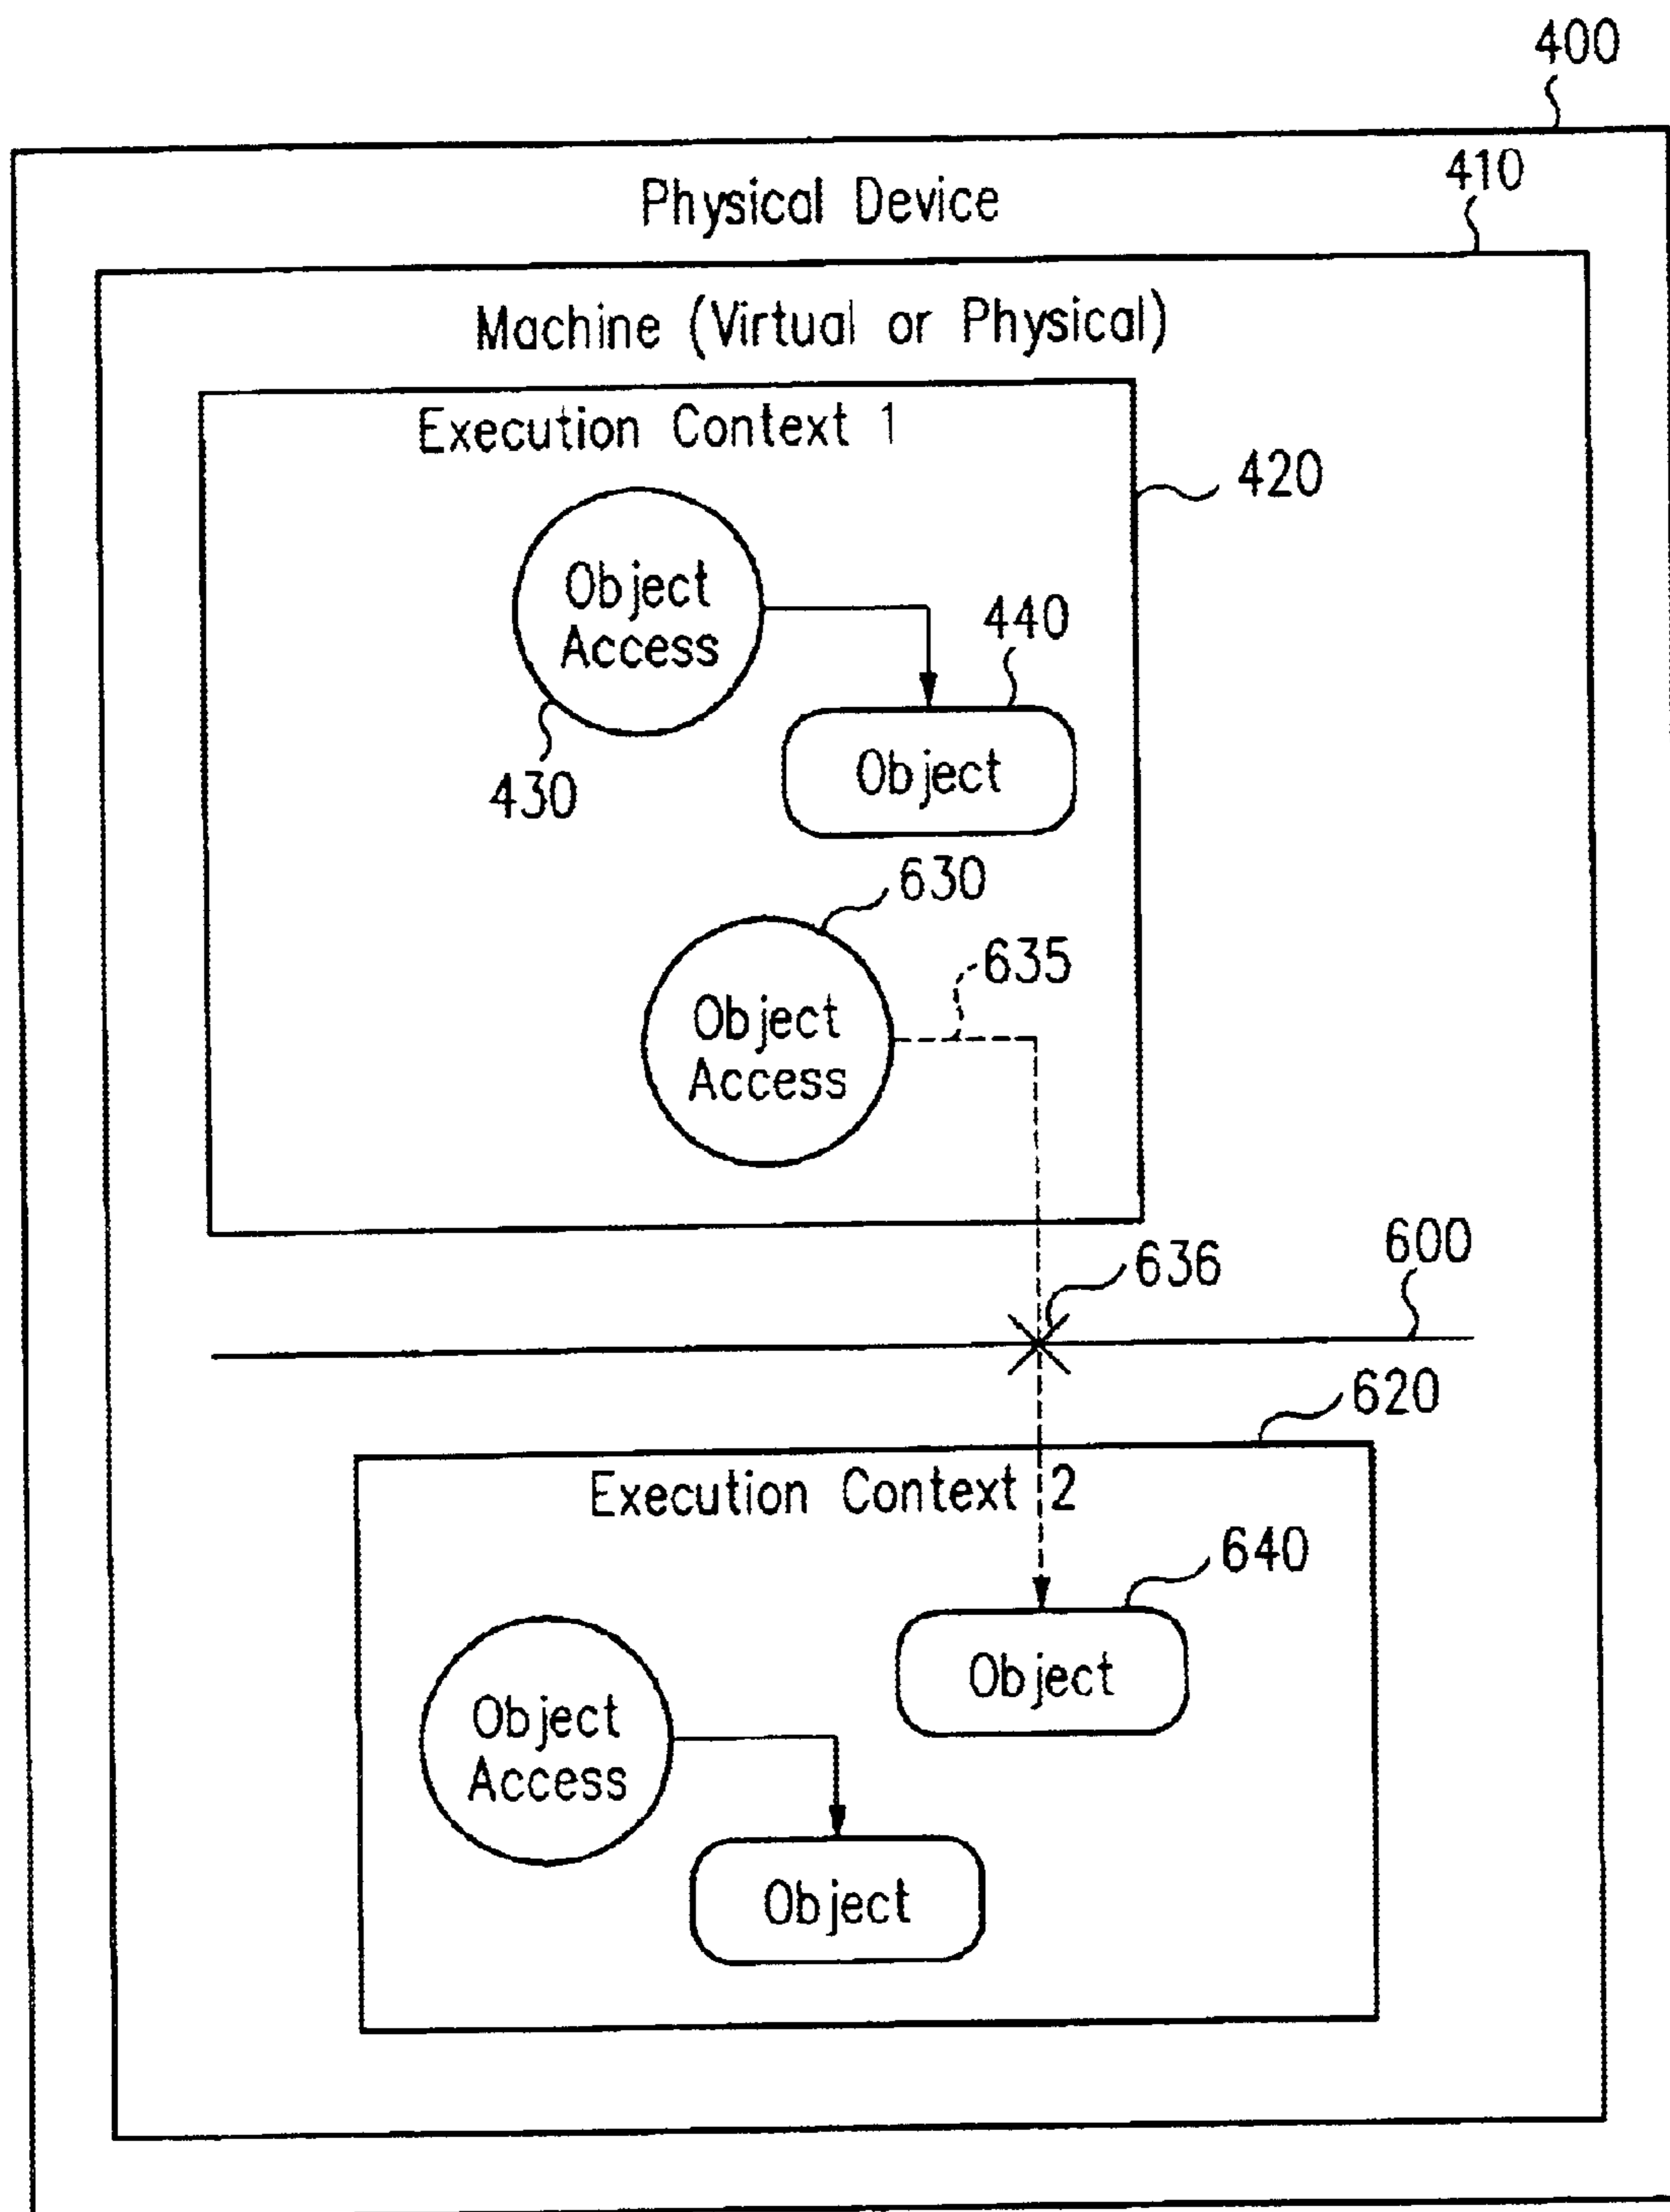 400
Physical Device
410
Machine (Virtual or Physical)
Execution Context 1
420
Object
Access
430
440
Object
630
635
Object
Access
636
600
620
Execution Context 2
640
Object
Object
Access
Object